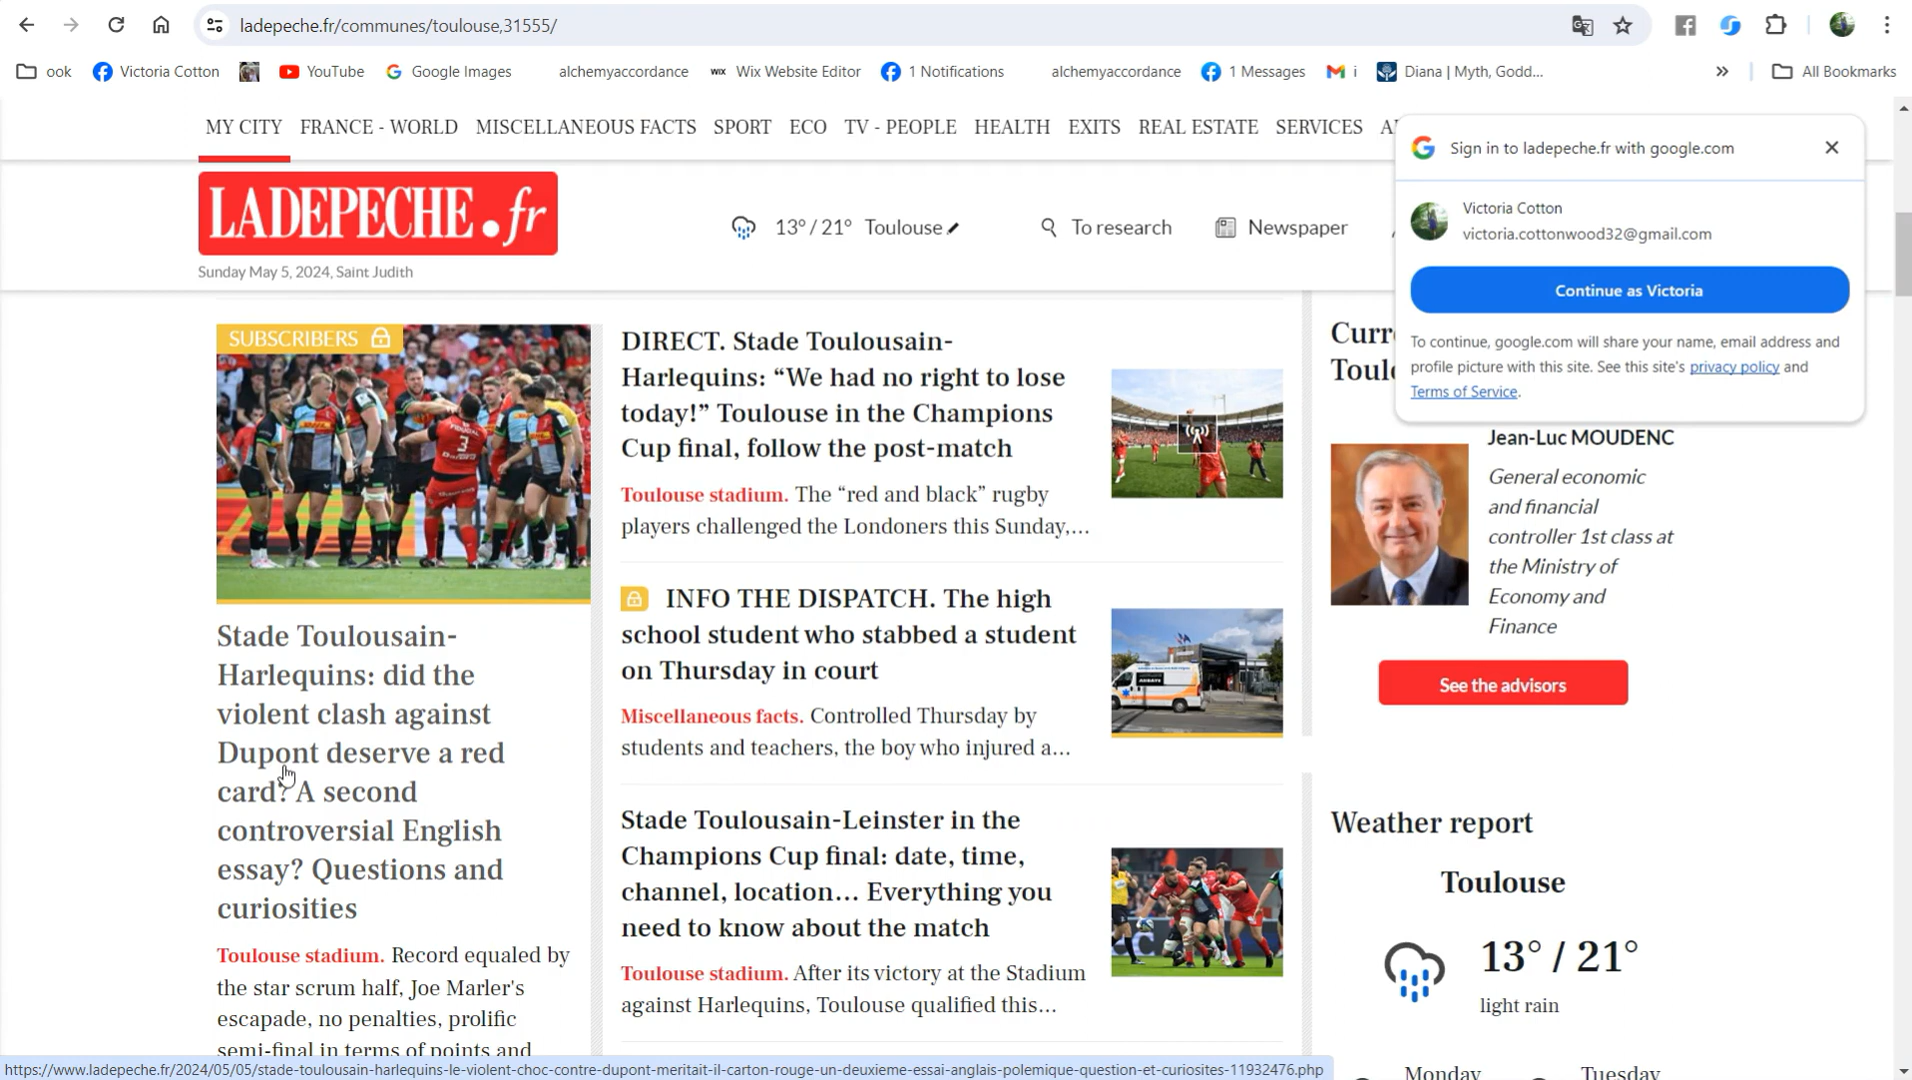 ladepeche.fr/communes/toulouse,31555/
ook
Victoria Cotton
YouTube
Google Images
alchemyaccordance
WIX Wix Website Editor
1 Notifications
alchemyaccordance
1 Messages
i
Diana | Myth, Godd...
»
All Bookmarks
MY CITY FRANCE - WORLD MISCELLANEOUS FACTS SPORT ECO TV - PEOPLE HEALTH EXITS REAL ESTATE SERVICES
LADEPECHE.fr
Sunday May 5, 2024, Saint Judith
13° / 21° Toulouse
To research
Newspaper
Sign in to ladepeche.fr with google.com
Victoria Cotton
victoria.cottonwood32@gmail.com
Continue as Victoria
To continue, google.com will share your name, email address and
profile picture with this site. See this site's privacy policy and
Terms of Service.
SUBSCRIBERS
Stade Toulousain-
Harlequins: did the
violent clash against
Dupont deserve a red
card? A second
controversial English
essay? Questions and
curiosities
Toulouse stadium. Record equaled by
the star scrum half, Joe Marler's
escapade, no penalties, prolific
semi-final in terms of points and
DIRECT. Stade Toulousain-
Harlequins: “We had no right to lose
today!” Toulouse in the Champions
Cup final, follow the post-match
Toulouse stadium. The “red and black” rugby
players challenged the Londoners this Sunday,...
INFO THE DISPATCH. The high
school student who stabbed a student
on Thursday in court
Miscellaneous facts. Controlled Thursday by
students and teachers, the boy who injured a...
Stade Toulousain-Leinster in the
Champions Cup final: date, time,
channel, location... Everything you
need to know about the match
Toulouse stadium. After its victory at the Stadium
against Harlequins, Toulouse qualified this...
Jean-Luc MOUDENC
General economic
and financial
controller 1st class at
the Ministry of
Economy and
Finance
See the advisors
Weather report
Toulouse
13° / 21°
light rain
Monday
Tuesday
https://www.ladepeche.fr/2024/05/05/stade-toulousain-harlequins-le-violent-choc-contre-dupont-meritait-il-carton-rouge-un-deuxieme-essai-anglais-polemique-question-et-curiosites-11932476.php